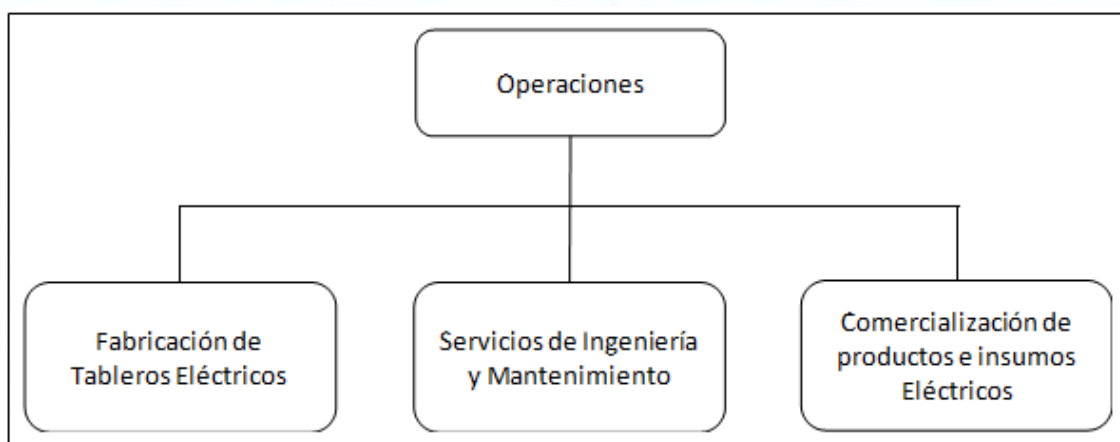 Operaciones
Fabricación de
Tableros Eléctricos
Servicios de Ingeniería
y Mantenimiento
Comercialización de
productos e insumos
Eléctricos